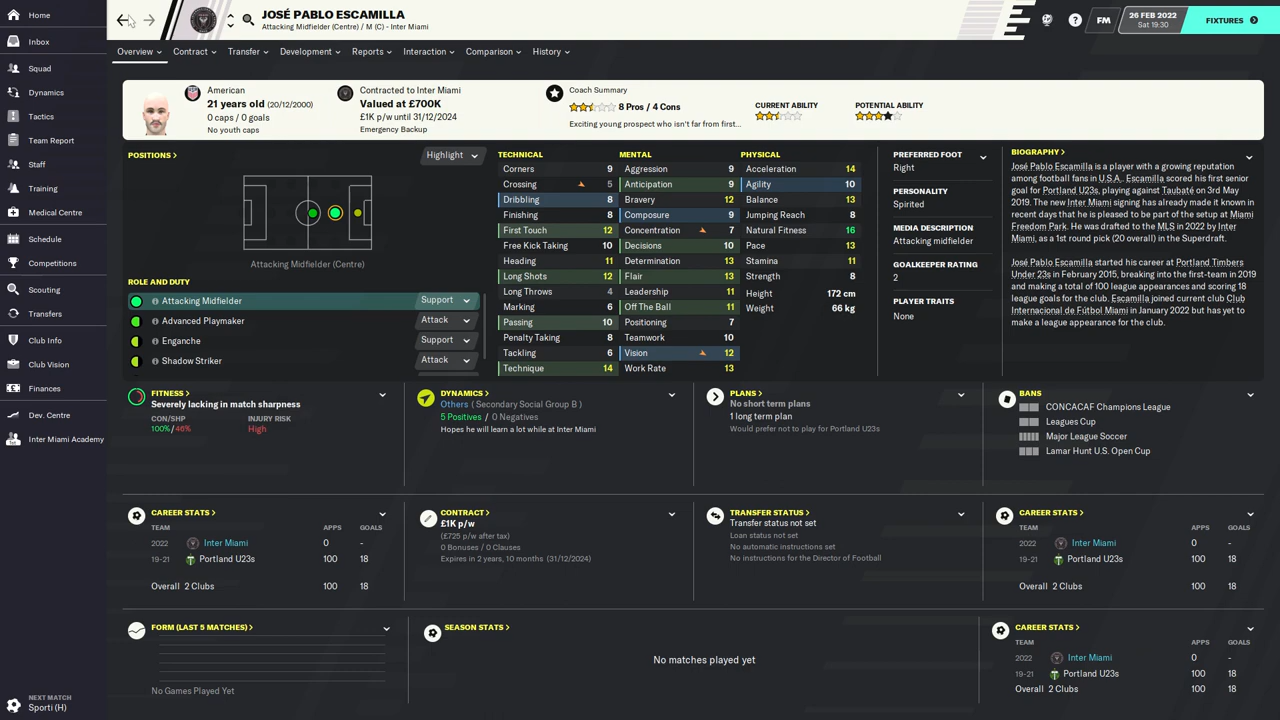 Home
Inbox
Squad
Dynamics
Tactics
Team Report
Staff
Training
Medical Centre
Schedule
Competitions
Scouting
Transfers
Club Info
Club Vision
Finances
Dev. Centre
Inter Miami Academy
NEXT MATCH
Sporti (H)
JOSÉ PABLO ESCAMILLA
Attacking Midfielder (Centre) / M (C) - Inter Miami
FM
26 FEB 2022
Sat 19:30
FIXTURES
Overview
Contract
Transfer
Development
Reports
Interaction
Comparison
History
American
21 years old (20/12/2000)
0 caps / 0 goals
No youth caps
Contracted to Inter Miami
Valued at £700K
£1K p/w until 31/12/2024
Emergency Backup
Coach Summary
8 Pros / 4 Cons
Exciting young prospect who isn't far from first...
CURRENT ABILITY
POTENTIAL ABILITY
POSITIONS
Highlight
Attacking Midfielder (Centre)
ROLE AND DUTY
Attacking Midfielder Support
Advanced Playmaker Attack
Enganche Support
Shadow Striker Attack
TECHNICAL
Corners 9
Crossing 5
Dribbling 8
Finishing 8
First Touch 12
Free Kick Taking 10
Heading 11
Long Shots 12
Long Throws 4
Marking 6
Passing 10
Penalty Taking 8
Tackling 6
Technique 14
MENTAL
Aggression 9
Anticipation 9
Bravery 12
Composure 9
Concentration 7
Decisions 10
Determination 13
Flair 13
Leadership 11
Off The Ball 11
Positioning 7
Teamwork 10
Vision 12
Work Rate 13
PHYSICAL
Acceleration 14
Agility 10
Balance 13
Jumping Reach 8
Natural Fitness 16
Pace 13
Stamina 11
Strength 8
Height 172 cm
Weight 66 kg
PREFERRED FOOT
Right
PERSONALITY
Spirited
MEDIA DESCRIPTION
Attacking midfielder
GOALKEEPER RATING
2
PLAYER TRAITS
None
BIOGRAPHY
José Pablo Escamilla is a player with a growing reputation
among football fans in U.S.A.. Escamilla scored his first senior
goal for Portland U23s, playing against Taubaté on 3rd May
2019. The new Inter Miami signing has already made it known in
recent days that he is pleased to be part of the setup at Miami
Freedom Park. He was drafted to the MLS in 2022 by Inter
Miami, as a 1st round pick (20 overall) in the Superdraft.
José Pablo Escamilla started his career at Portland Timbers
Under 23s in February 2015, breaking into the first-team in 2019
and making a total of 100 league appearances and scoring 18
league goals for the club. Escamilla joined current club Club
Internacional de Fútbol Miami in January 2022 but has yet to
make a league appearance for the club.
FITNESS
Severely lacking in match sharpness
CON/SHP
100%/46%
INJURY RISK
High
DYNAMICS
Others ( Secondary Social Group B )
5 Positives / 0 Negatives
Hopes he will learn a lot while at Inter Miami
PLANS
No short term plans
1 long term plan
Would prefer not to play for Portland U23s
BANS
CONCACAF Champions League
Leagues Cup
Major League Soccer
Lamar Hunt U.S. Open Cup
CAREER STATS
TEAM APPS GOALS
2022 Inter Miami 0 -
19-21 Portland U23s 100 18
Overall 2 Clubs 100 18
CONTRACT
£1K p/w
(£725 p/w after tax)
0 Bonuses / 0 Clauses
Expires in 2 years, 10 months (31/12/2024)
TRANSFER STATUS
Transfer status not set
Loan status not set
No automatic instructions set
No instructions for the Director of Football
CAREER STATS
TEAM APPS GOALS
2022 Inter Miami 0 -
19-21 Portland U23s 100 18
Overall 2 Clubs 100 18
FORM (LAST 5 MATCHES)
No Games Played Yet
SEASON STATS
No matches played yet
CAREER STATS
TEAM APPS GOALS
2022 Inter Miami 0 -
19-21 Portland U23s 100 18
Overall 2 Clubs 100 18